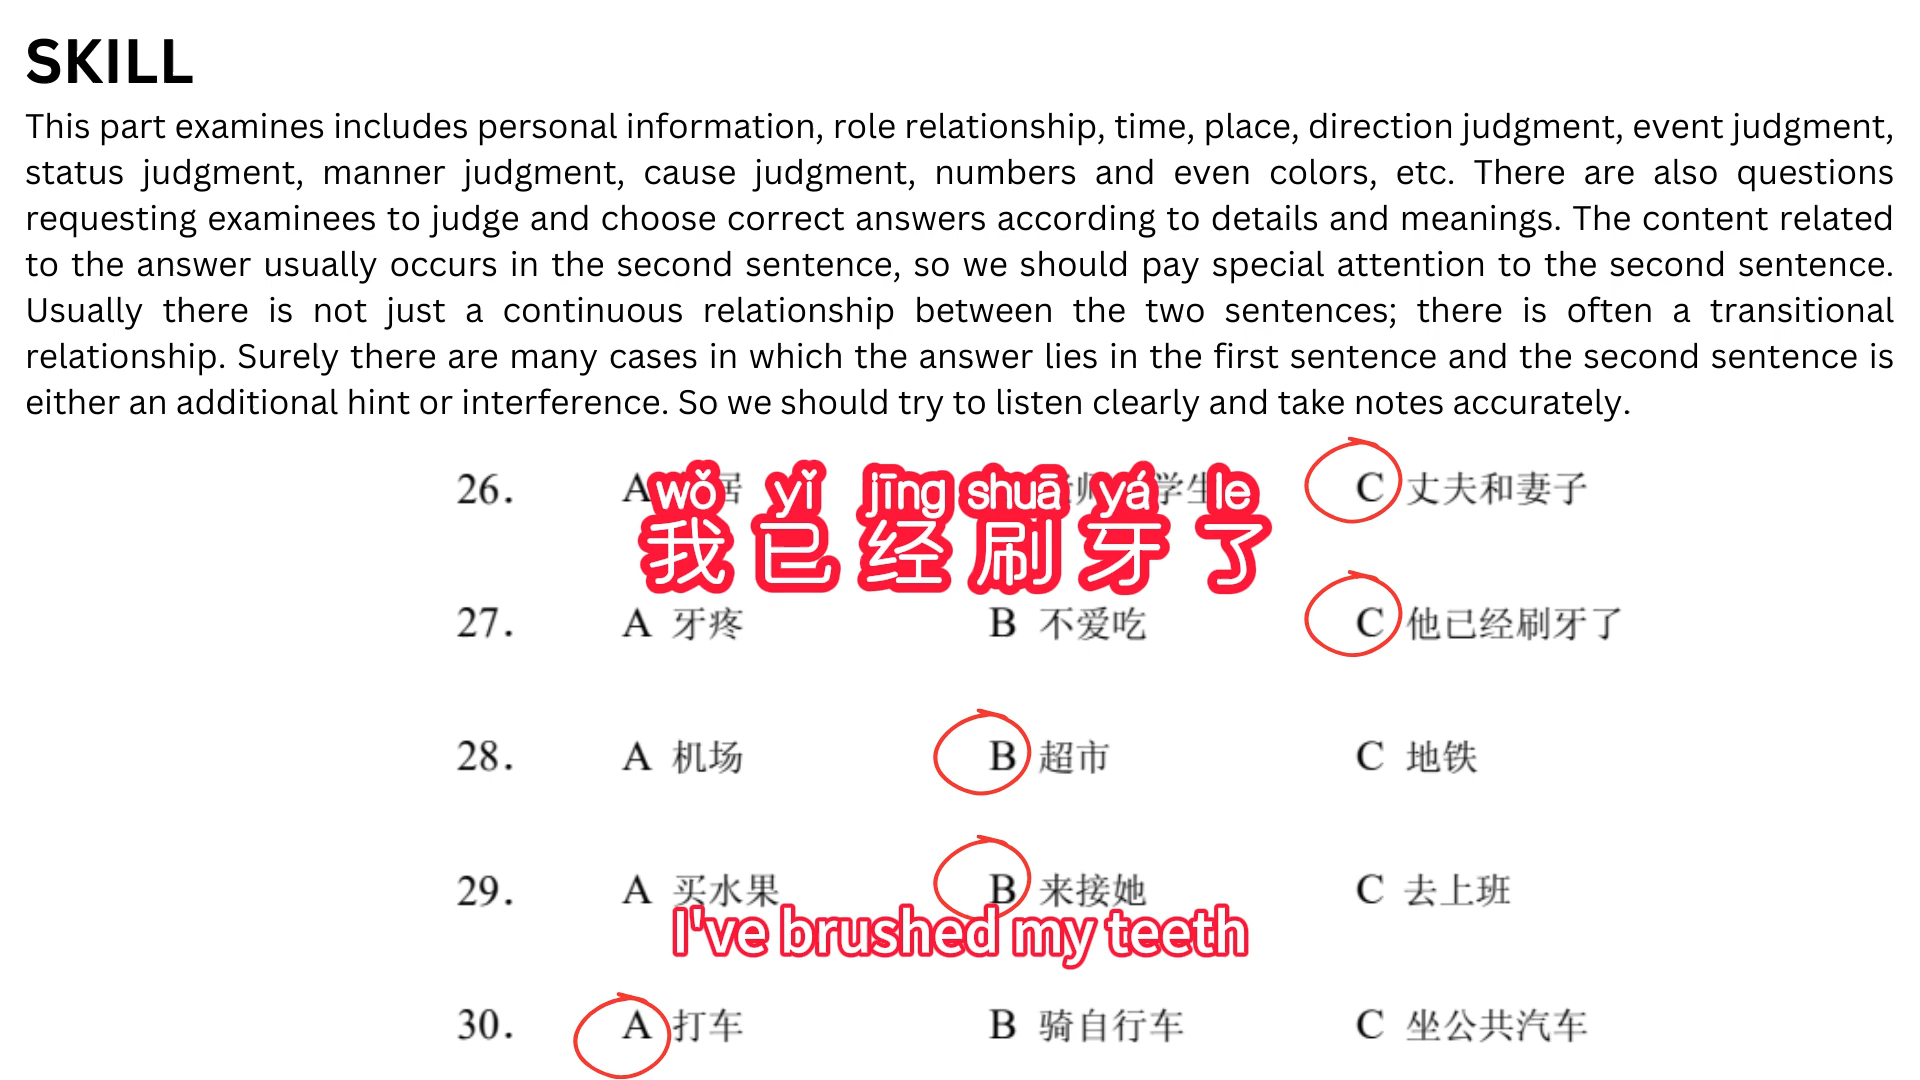 SKILL
This part examines includes personal information, role relationship, time, place, direction judgment, event judgment,
status judgment, manner judgment, cause judgment, numbers and even colors, etc. There are also questions
requesting examinees to judge and choose correct answers according to details and meanings. The content related
to the answer usually occurs in the second sentence, so we should pay special attention to the second sentence.
Usually there is not just a continuous relationship between the two sentences; there is often a transitional
relationship. Surely there are many cases in which the answer lies in the first sentence and the second sentence is
either an additional hint or interference. So we should try to listen clearly and take notes accurately.
26. A 居 师 学生 C 丈夫和妻子
wǒ yǐ jīng shuā yá le
我已经刷牙了
27. A 牙疼 B 不爱吃 C 他已经刷牙了
28. A 机场 B 超市 C 地铁
29. A 买水果 B 来接她 C 去上班
I've brushed my teeth
30. A 打车 B 骑自行车 C 坐公共汽车